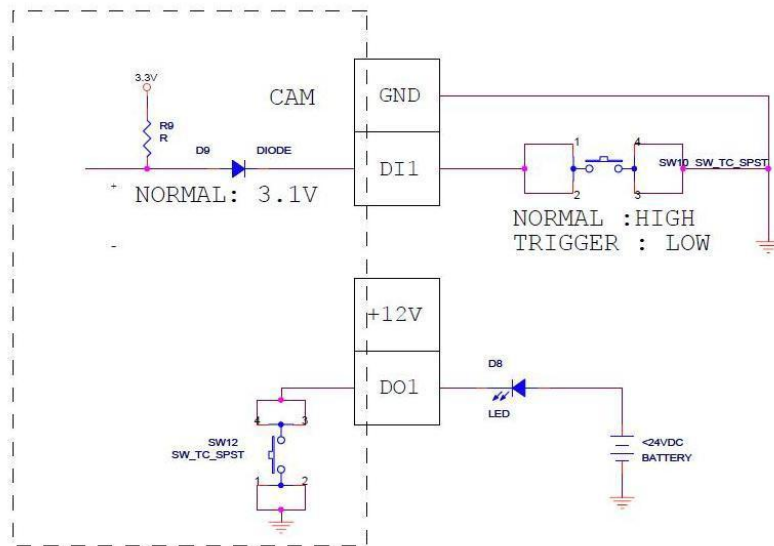 3.3V
R9
R
CAM
GND
D9
DIODE
DI1
+
NORMAL: 3.1V
-
1
4
SW10 SW_TC_SPST
2
3
NORMAL :HIGH
TRIGGER : LOW
+12V
DO1
D8
LED
4
3
SW12
SW_TC_SPST
1
2
<24VDC
BATTERY